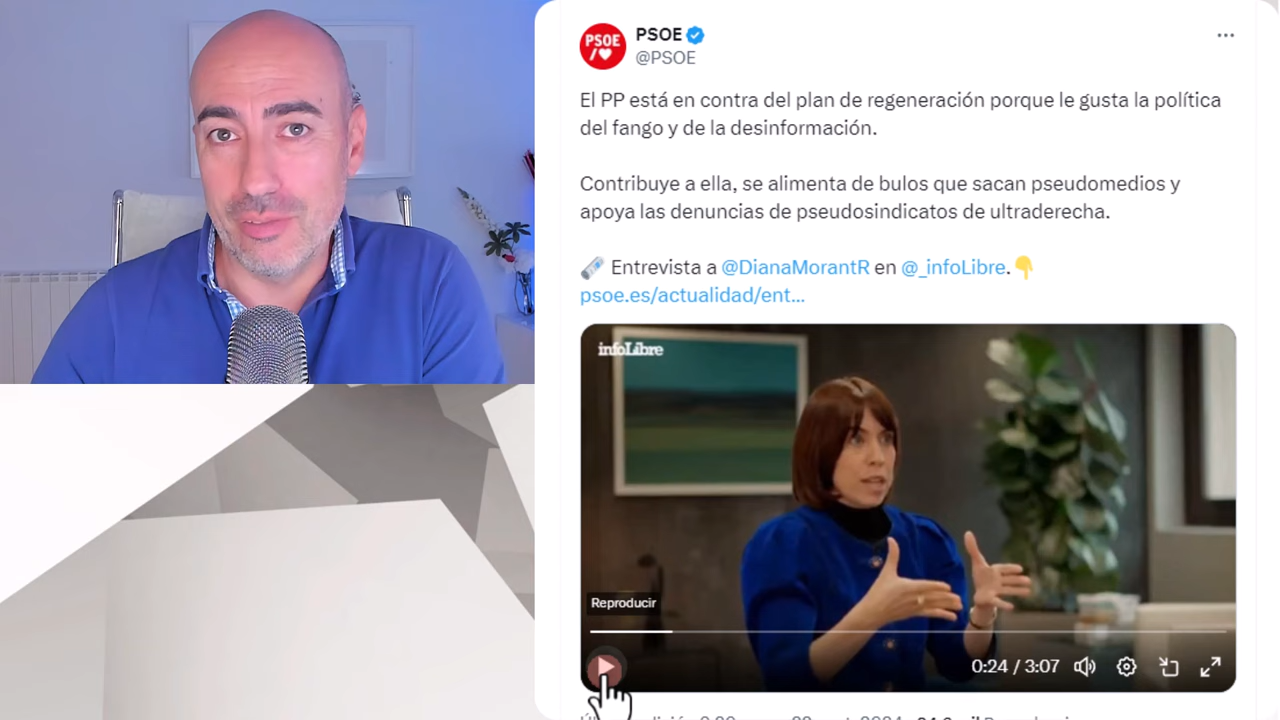 PSOE
@PSOE
PSOE
El PP está en contra del plan de regeneración porque le gusta la política
del fango y de la desinformación.
Contribuye a ella, se alimenta de bulos que sacan pseudomedios y
apoya las denuncias de pseudosindicatos de ultraderecha.
Entrevista a @DianaMorantR en @_infoLibre.
psoe.es/actualidad/ent...
infoLibre
Reproducir
0:24 / 3:07